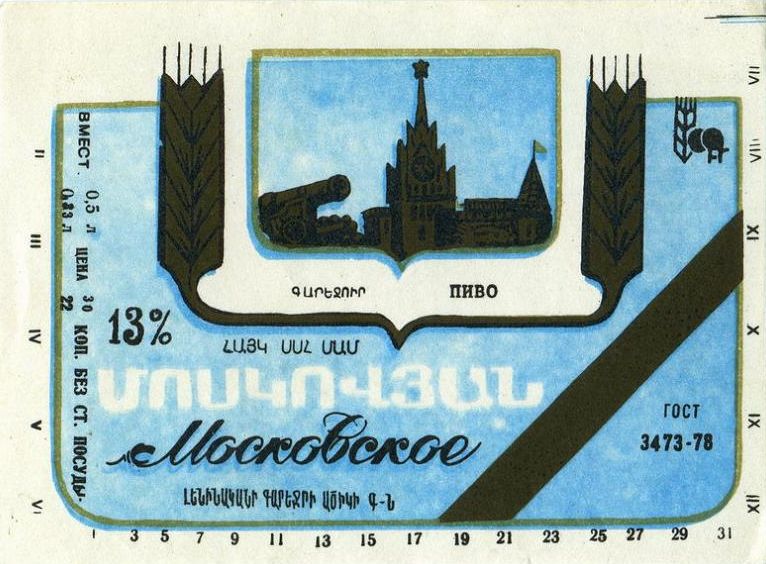 ԳԱՐԵՋՈՒՐ ПИВО
13%
ՀԱՅԿ ՍՍՀ ՍԱՄ
ՄՈՍԿՈՎՅԱՆ
Московское
ԼԵՆԻՆԱԿԱՆԻ ԳԱՐԵՋՐԻ ԱԾԻԿԻ Գ-Ն
ГОСТ
3473-78
ВМЕСТ. 0,5 л ЦЕНА 30 КОП. БЕЗ СТ. ПОСУДЫ.
0,33 л 22
II
III
IV
V
VI
VII
VIII
XI
X
IX
XII
1 3 5 7 9 11 13 15 17 19 21 23 25 27 29 31